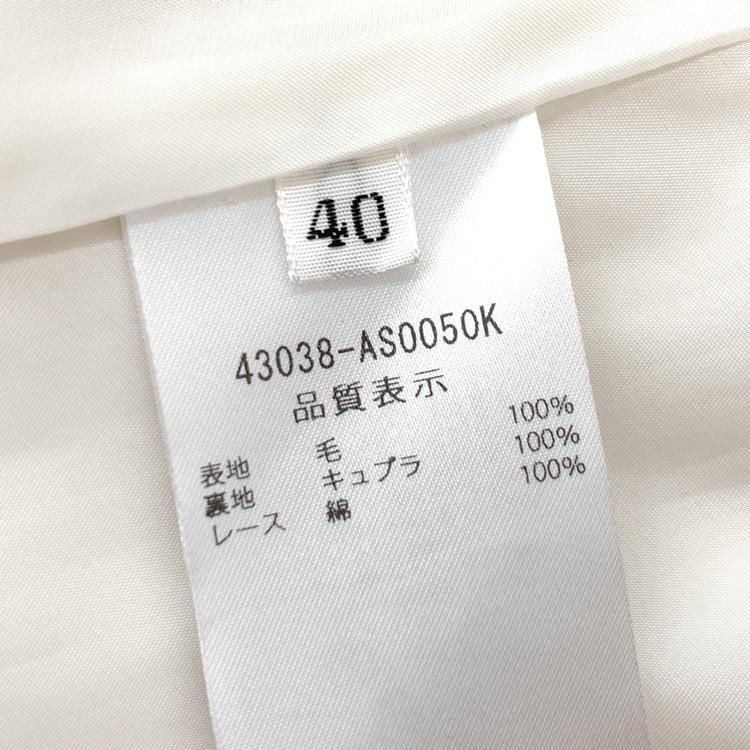 40
43038-AS0050K
品質表示
表地 毛 100%
裏地 キュプラ 100%
レース 綿 100%